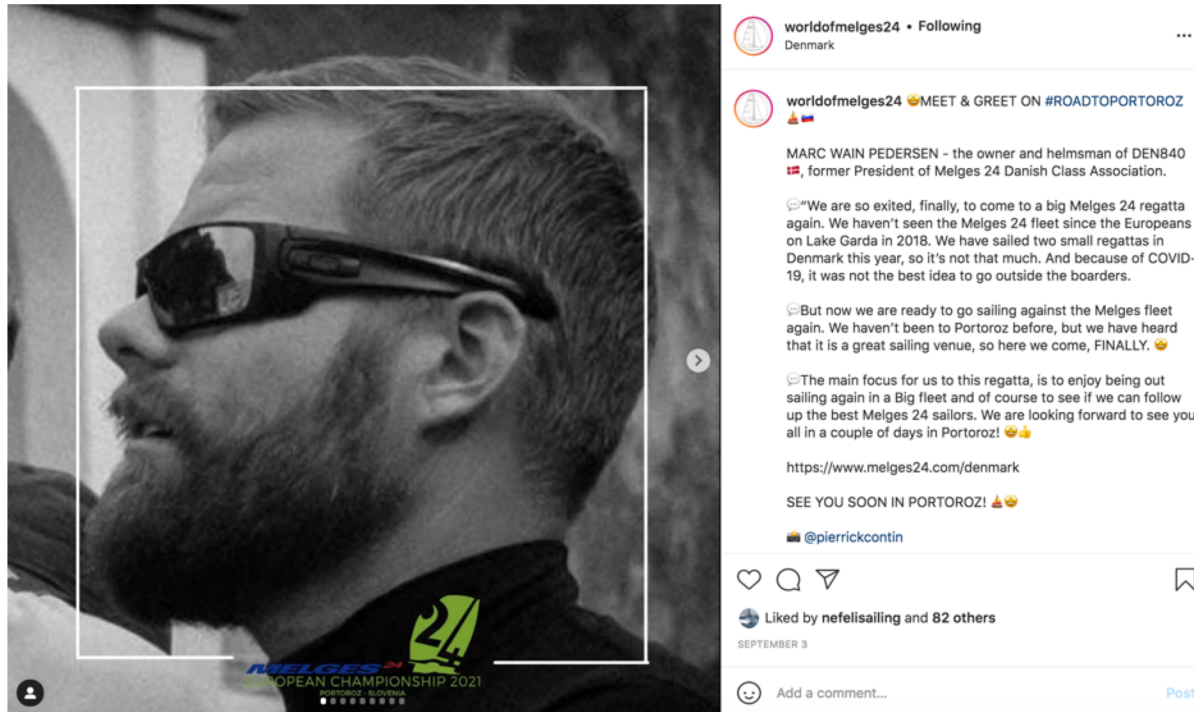 worldofmelges24 • Following
Denmark
worldofmelges24 🤩MEET & GREET ON #ROADTOPORTOROZ
⛵🇸🇮
MARC WAIN PEDERSEN - the owner and helmsman of DEN840
🇩🇰, former President of Melges 24 Danish Class Association.
💬"We are so exited, finally, to come to a big Melges 24 regatta
again. We haven't seen the Melges 24 fleet since the Europeans
on Lake Garda in 2018. We have sailed two small regattas in
Denmark this year, so it's not that much. And because of COVID-
19, it was not the best idea to go outside the boarders.
💬But now we are ready to go sailing against the Melges fleet
again. We haven't been to Portoroz before, but we have heard
that it is a great sailing venue, so here we come, FINALLY. 🤩
💬The main focus for us to this regatta, is to enjoy being out
sailing again in a Big fleet and of course to see if we can follow
up the best Melges 24 sailors. We are looking forward to see you
all in a couple of days in Portoroz! 🤩👍
https://www.melges24.com/denmark
SEE YOU SOON IN PORTOROZ! ⛵🤩
📸 @pierrickcontin
Liked by nefelisailing and 82 others
SEPTEMBER 3
Add a comment...
Post
24
MELGES 24
EUROPEAN CHAMPIONSHIP 2021
PORTOROZ - SLOVENIA